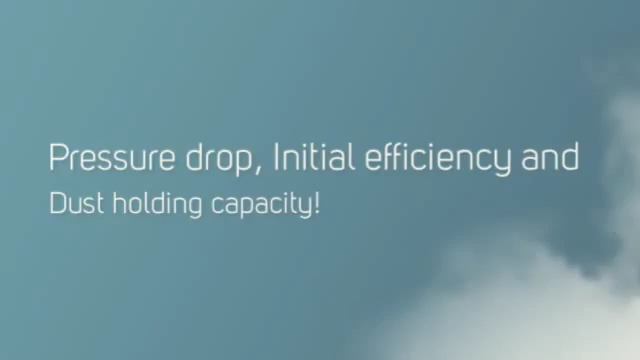 Pressure drop, Initial efficiency and
Dust holding capacity!